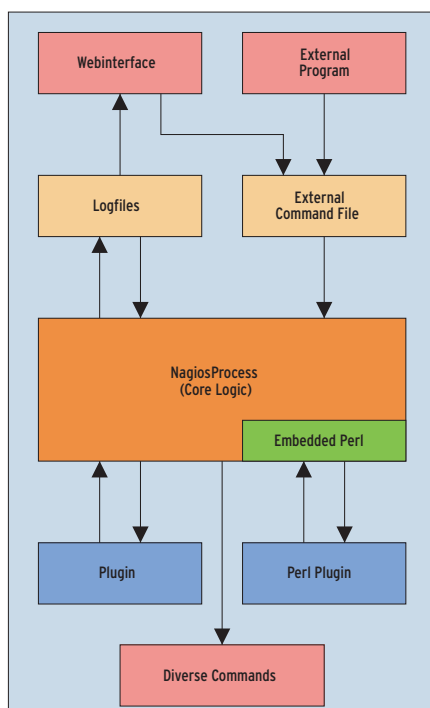 Webinterface
External
Program
Logfiles
External
Command File
NagiosProcess
(Core Logic)
Embedded Perl
Plugin
Perl Plugin
Diverse Commands